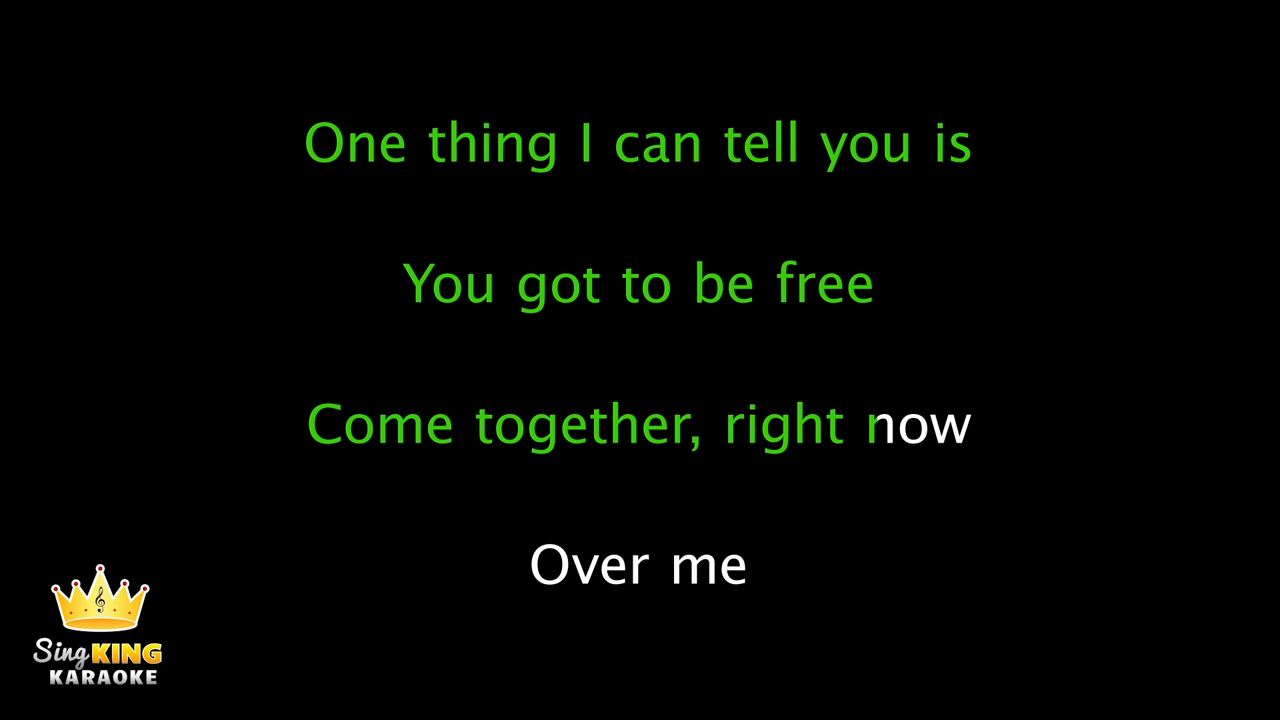 One thing I can tell you is
You got to be free
Come together, right now
Over me
Sing KING
KARAOKE